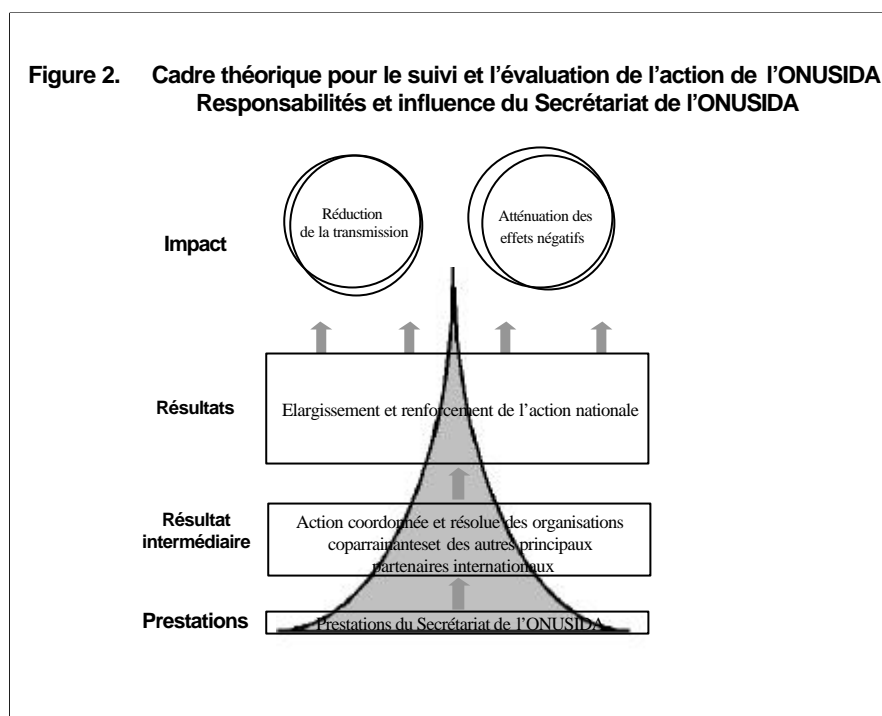 Figure 2. Cadre théorique pour le suivi et l'évaluation de l'action de l'ONUSIDA
Responsabilités et influence du Secrétariat de l'ONUSIDA
Impact
Réduction
de la transmission
Atténuation des
effets négatifs
Résultats
Elargissement et renforcement de l'action nationale
Résultat
intermédiaire
Action coordonnée et résolue des organisations
coparrainanteset des autres principaux
partenaires internationaux
Prestations
Prestations du Secrétariat de l'ONUSIDA